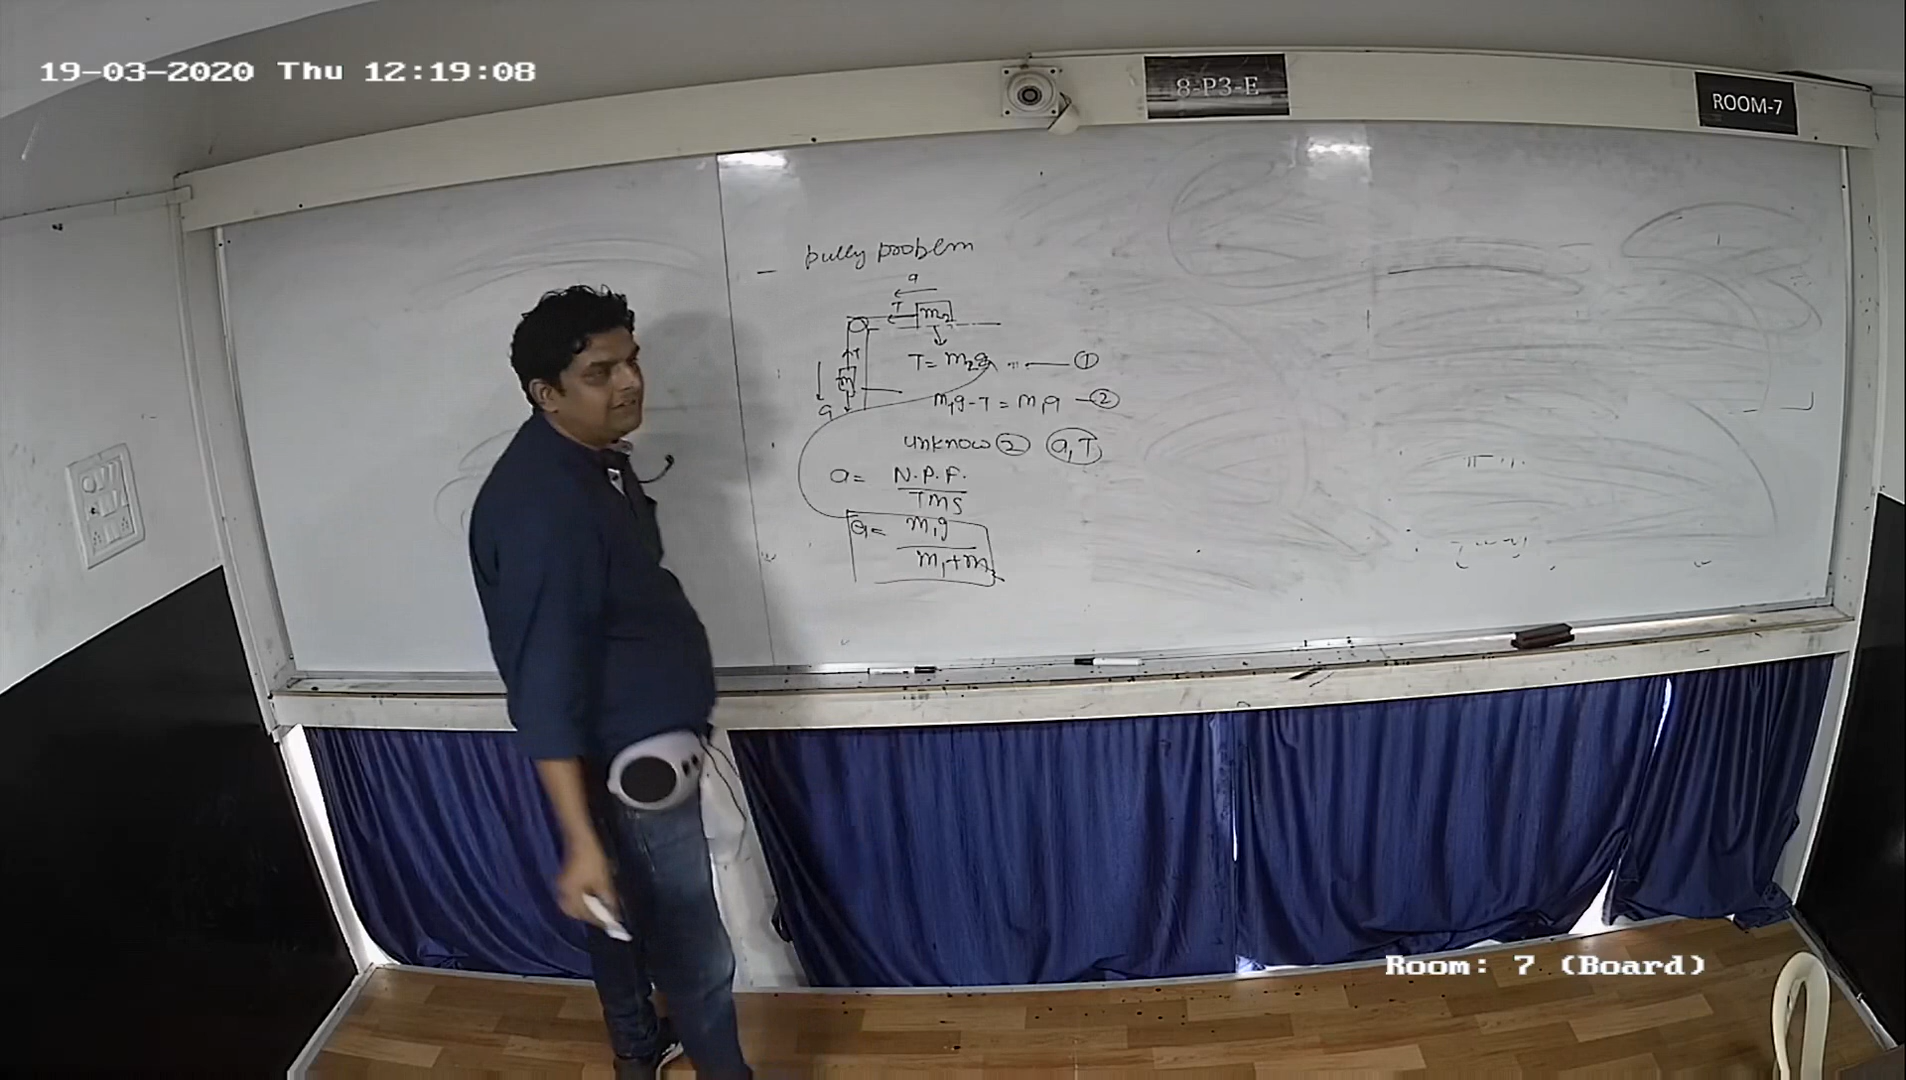 19-03-2020 Thu 12:19:08
8-P3-E
ROOM-7
- pully problem
a
T m₂
T
m
a
T = m₂a ... — ①
m₁g - T = m₁a — ②
unknow ② a, T
a = N.P.F. / TMS
a = m₁g / m₁+m₂
Room: 7 (Board)